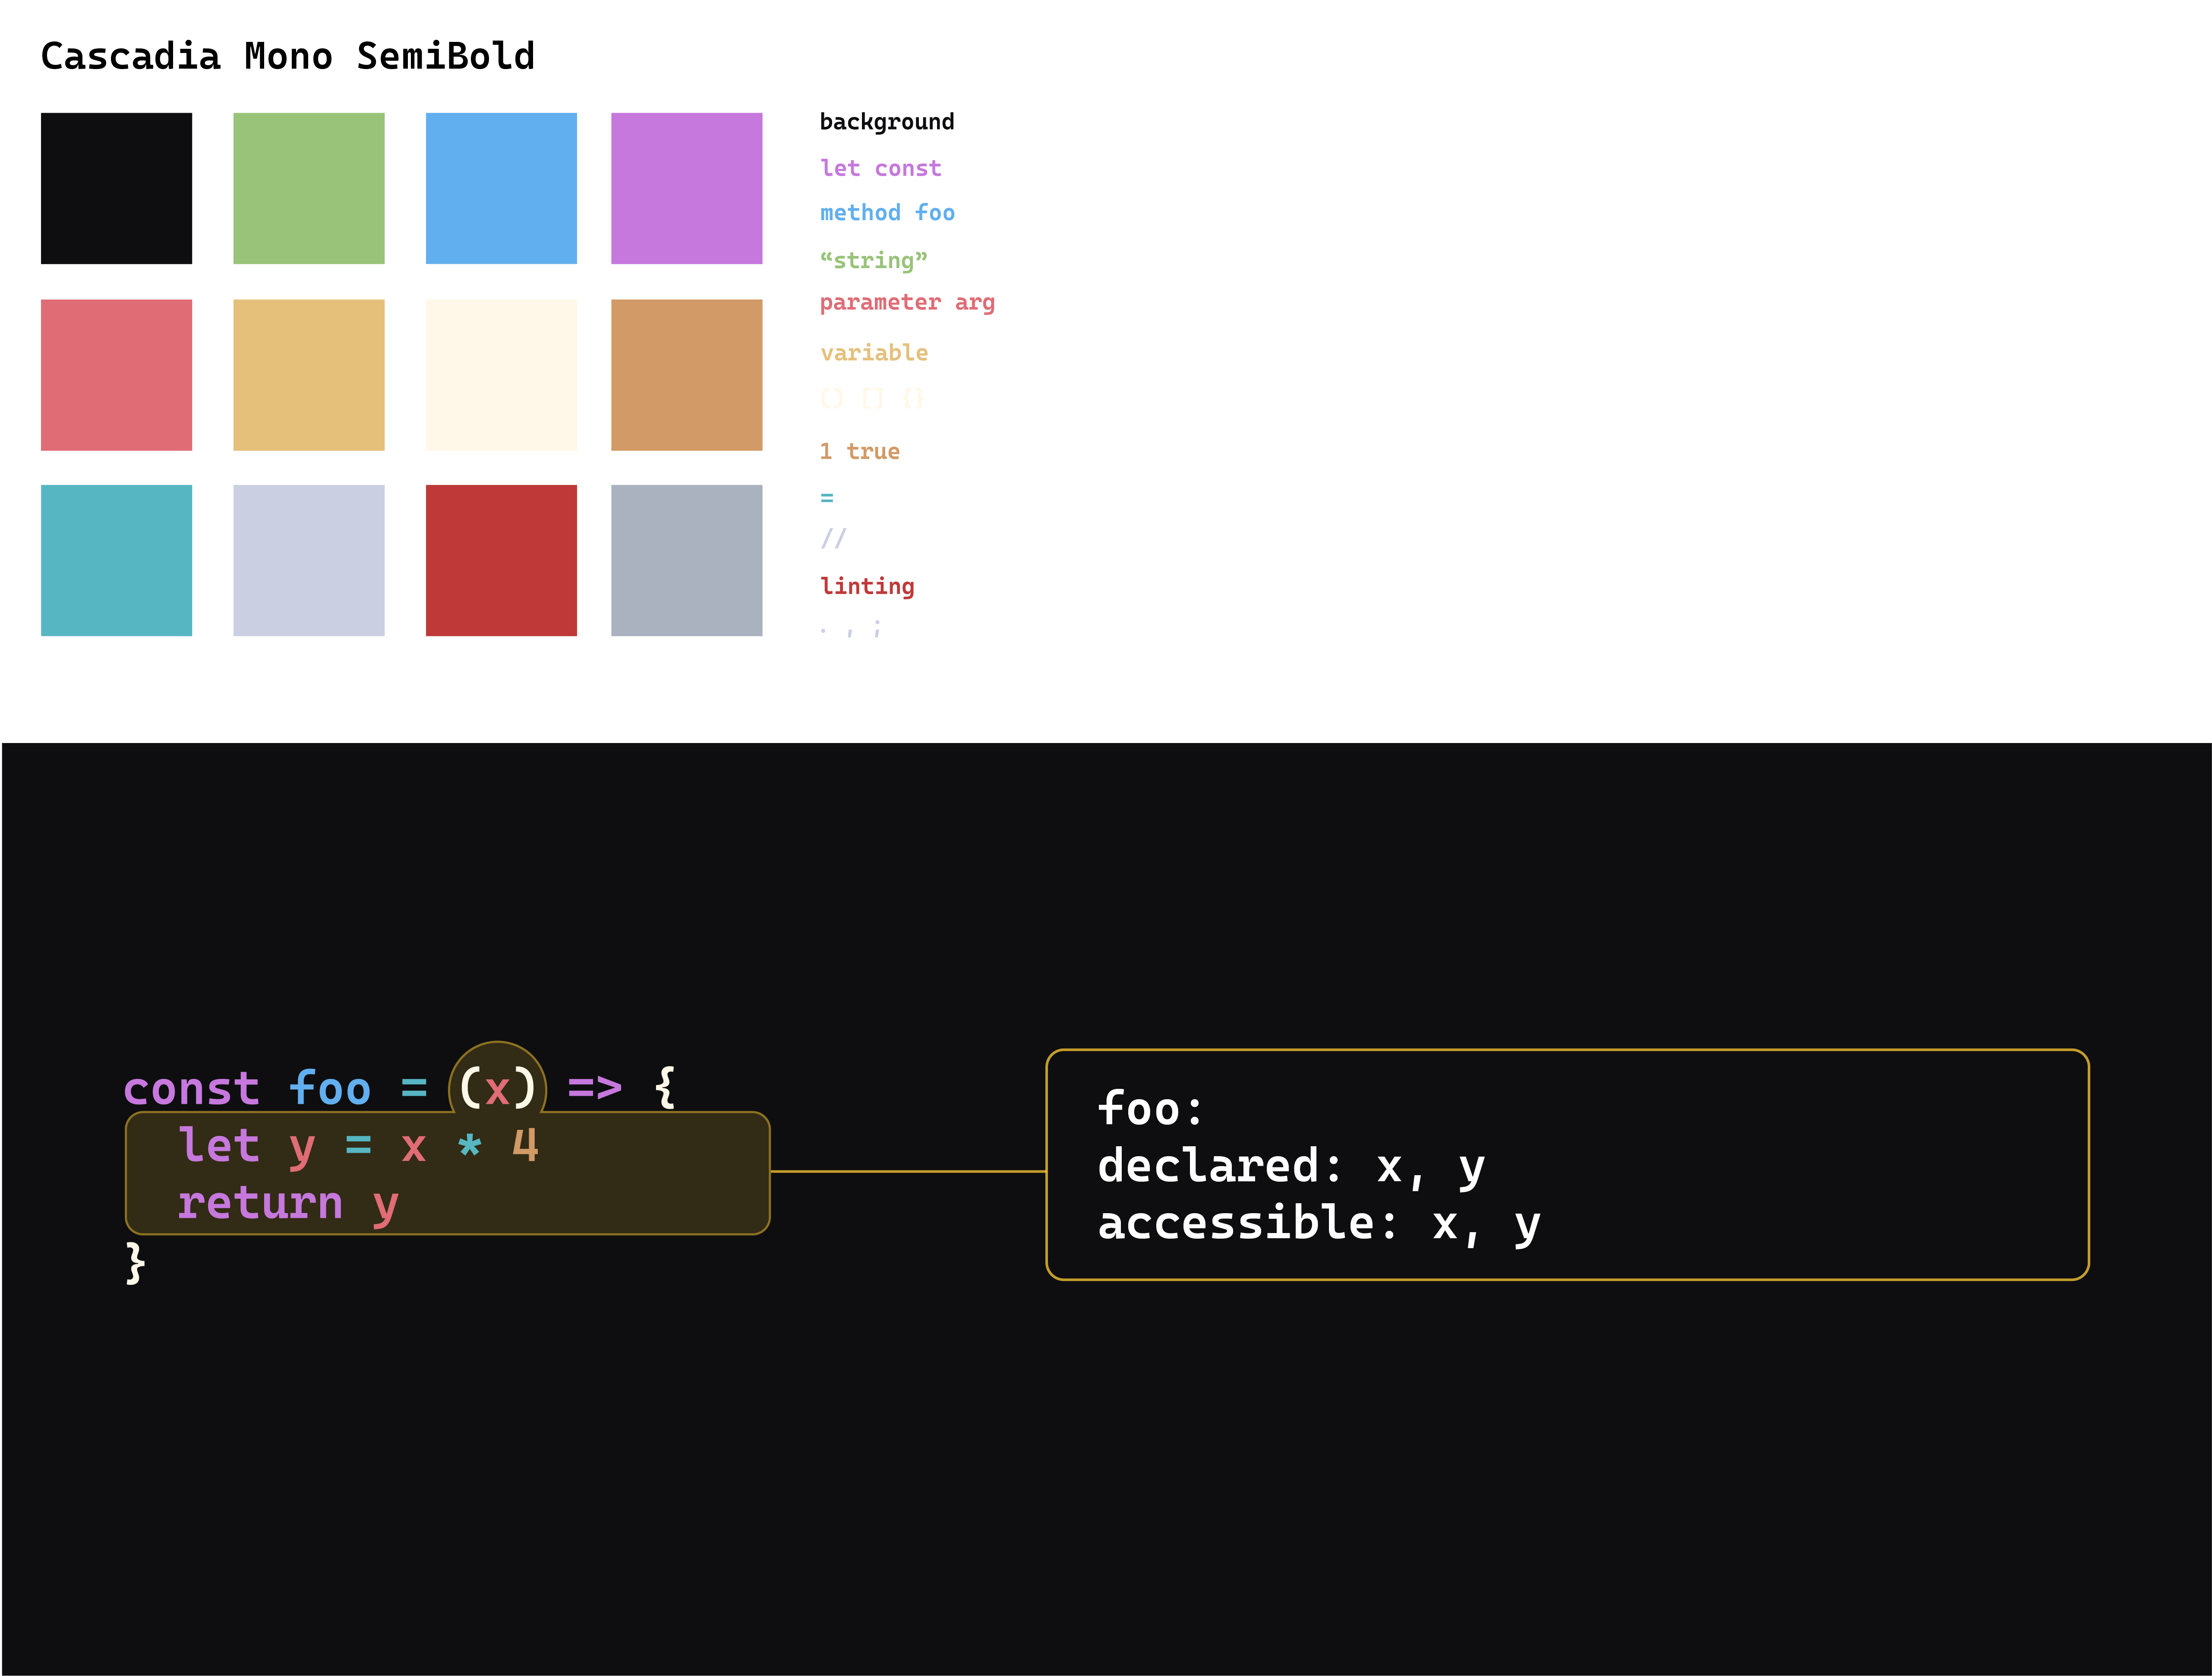 Cascadia Mono SemiBold
background
let const
method foo
“string”
parameter arg
variable
() [] {}
1 true
=
//
linting
. , ;
const foo = (x) => {
let y = x * 4
return y
}
foo:
declared: x, y
accessible: x, y